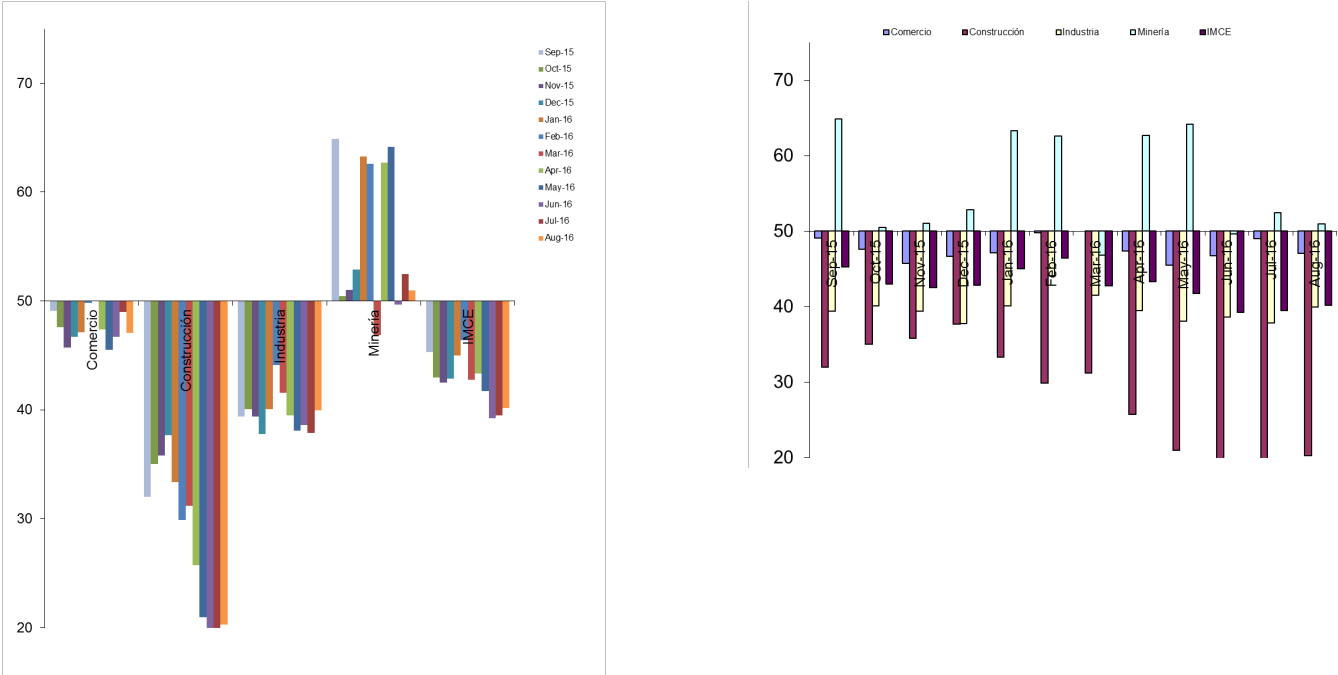 70
60
50
40
30
20
Comercio
Construcción
Industria
Minería
IMCE
Sep-15
Oct-15
Nov-15
Dec-15
Jan-16
Feb-16
Mar-16
Apr-16
May-16
Jun-16
Jul-16
Aug-16
Comercio Construcción Industria Minería IMCE
70
60
50
40
30
20
Sep-15
Oct-15
Nov-15
Dec-15
Jan-16
Feb-16
Mar-16
Apr-16
May-16
Jun-16
Jul-16
Aug-16